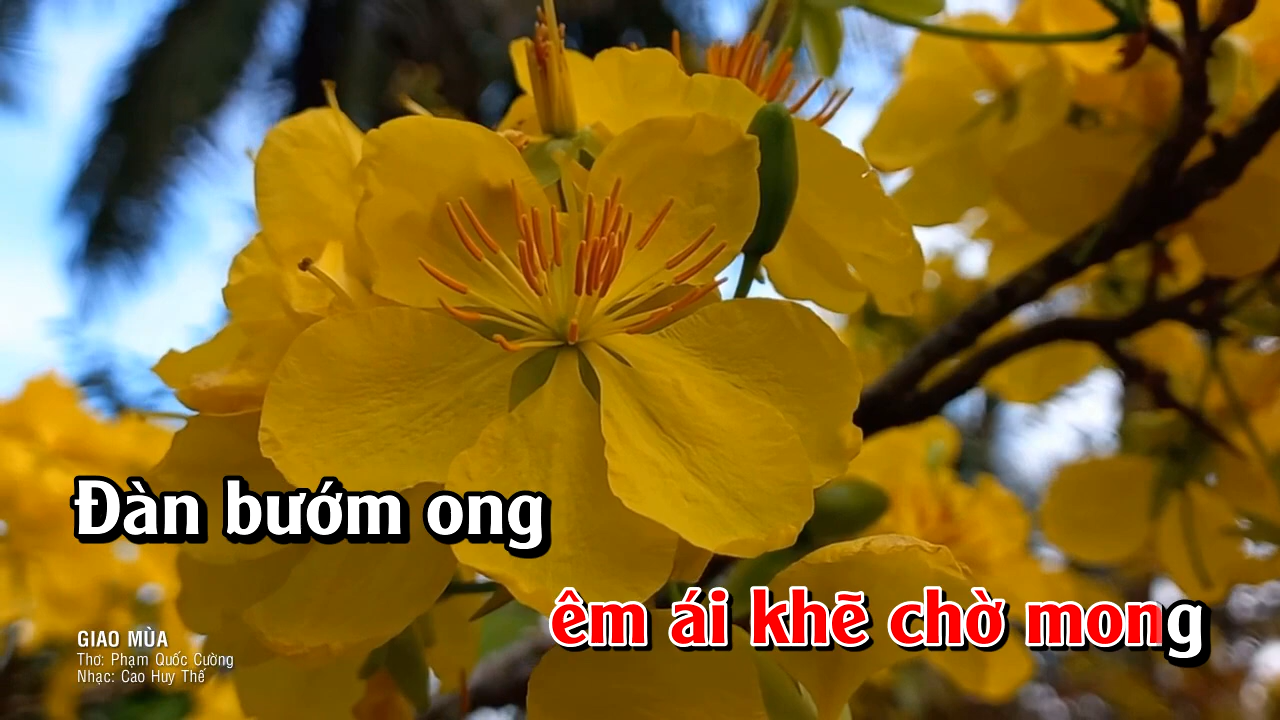 Đàn bướm ong
êm ái khẽ chờ mong
GIAO MÙA
Thơ: Phạm Quốc Cường
Nhạc: Cao Huy Thế